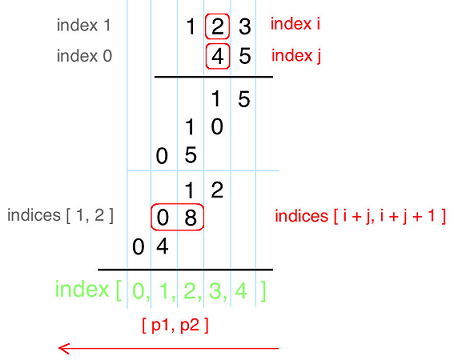 index 1 1 2 3 index i
index 0 4 5 index j
1 5
1 0
0 5
1 2
indices [ 1, 2 ] 0 8 indices [ i + j, i + j + 1 ]
0 4
index [ 0, 1, 2, 3, 4 ]
[ p1, p2 ]